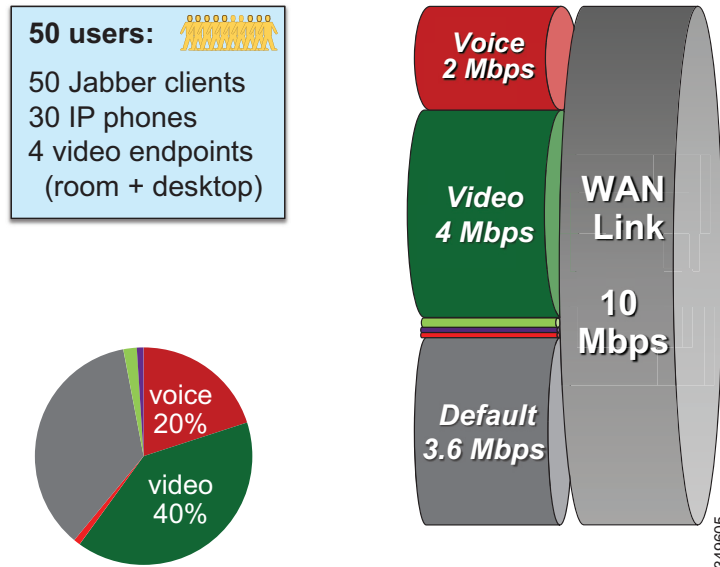 50 users:
50 Jabber clients
30 IP phones
4 video endpoints
(room + desktop)
Voice
2 Mbps
Video
4 Mbps
Default
3.6 Mbps
WAN
Link
10
Mbps
voice
20%
video
40%
349605